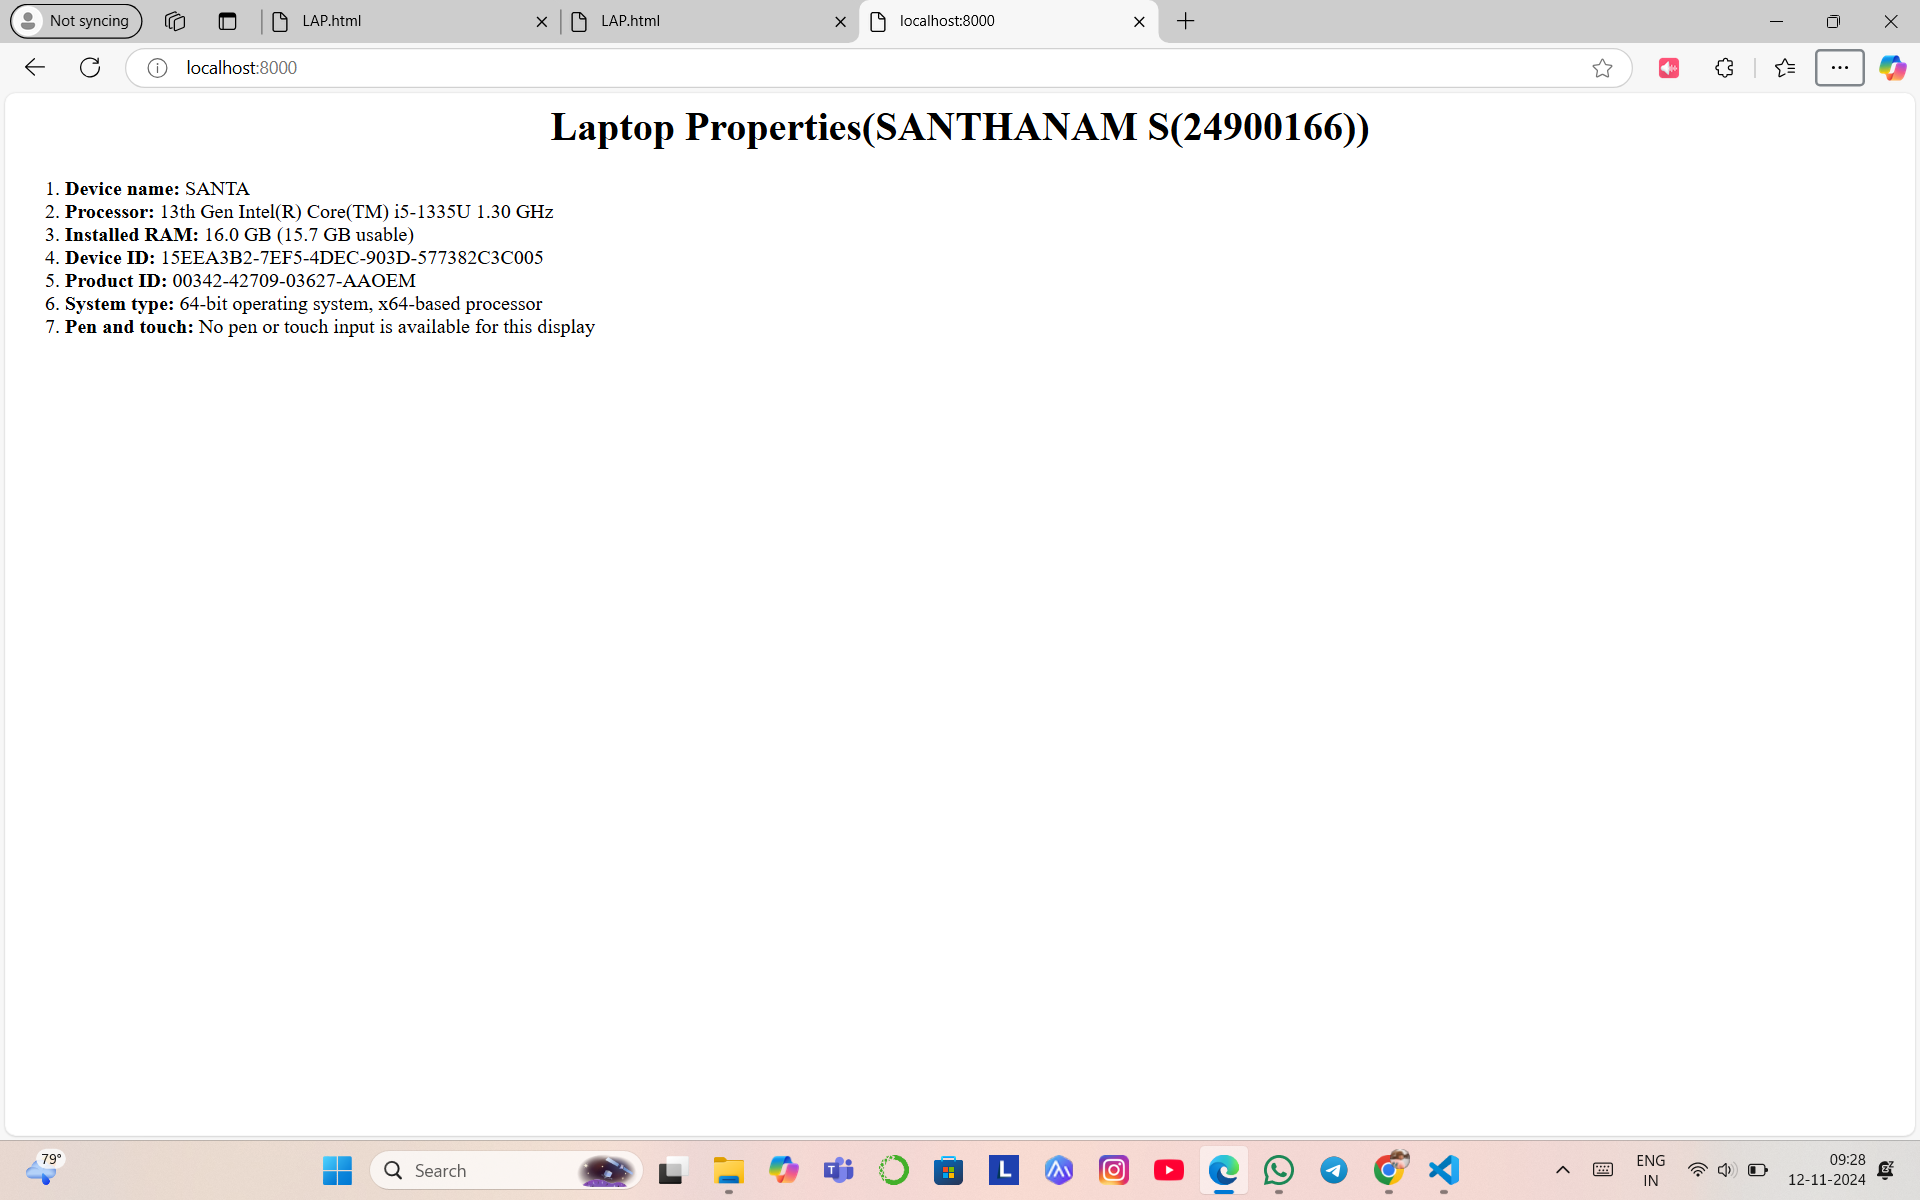 Not syncing
LAP.html
LAP.html
localhost:8000
localhost:8000
Laptop Properties(SANTHANAM S(24900166))
1. Device name: SANTA
2. Processor: 13th Gen Intel(R) Core(TM) i5-1335U 1.30 GHz
3. Installed RAM: 16.0 GB (15.7 GB usable)
4. Device ID: 15EEA3B2-7EF5-4DEC-903D-577382C3C005
5. Product ID: 00342-42709-03627-AAOEM
6. System type: 64-bit operating system, x64-based processor
7. Pen and touch: No pen or touch input is available for this display
79°
Search
L
ENG
IN
09:28
12-11-2024